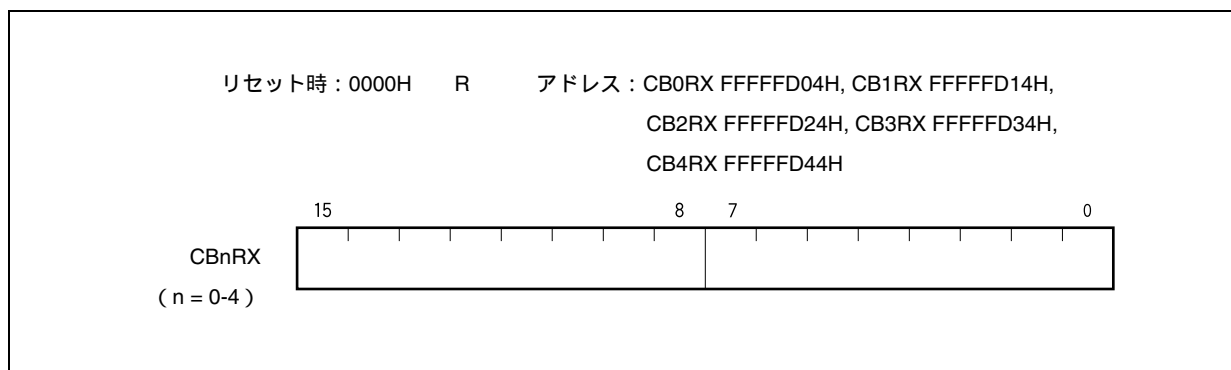 リセット時：0000H R アドレス：CB0RX FFFFFD04H, CB1RX FFFFFD14H,
CB2RX FFFFFD24H, CB3RX FFFFFD34H,
CB4RX FFFFFD44H
15 8 7 0
CBnRX
（n = 0-4）